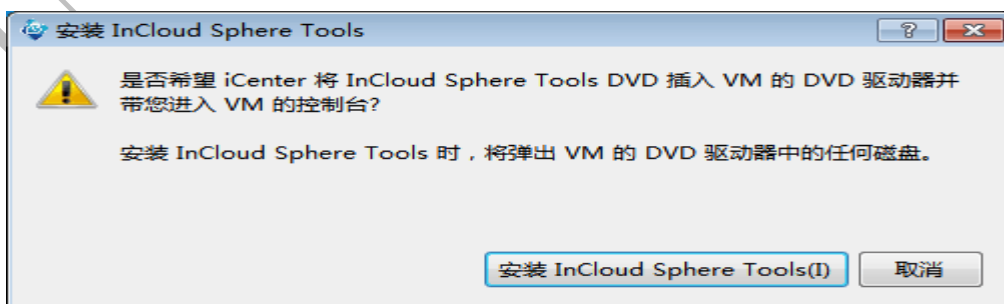 安装 InCloud Sphere Tools
是否希望 iCenter 将 InCloud Sphere Tools DVD 插入 VM 的 DVD 驱动器并
带您进入 VM 的控制台?
安装 InCloud Sphere Tools 时，将弹出 VM 的 DVD 驱动器中的任何磁盘。
安装 InCloud Sphere Tools(I)
取消